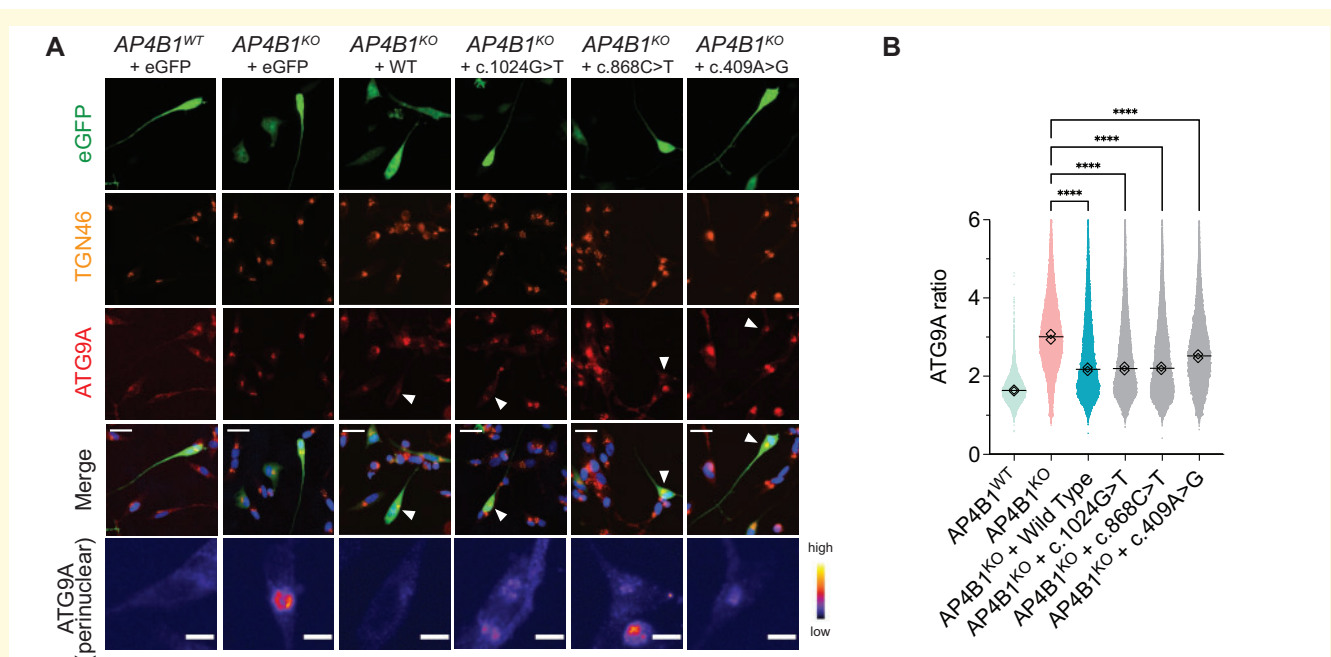 A
AP4B1WT
+ eGFP
AP4B1KO
+ eGFP
AP4B1KO
+ WT
AP4B1KO
+ c.1024G>T
AP4B1KO
+ c.868C>T
AP4B1KO
+ c.409A>G
eGFP
TGN46
ATG9A
Merge
ATG9A
(perinuclear)
high
low
B
****
****
****
****
ATG9A ratio
6
4
2
0
AP4B1WT
AP4B1KO
AP4B1KO + Wild Type
AP4B1KO + c.1024G>T
AP4B1KO + c.868C>T
AP4B1KO + c.409A>G